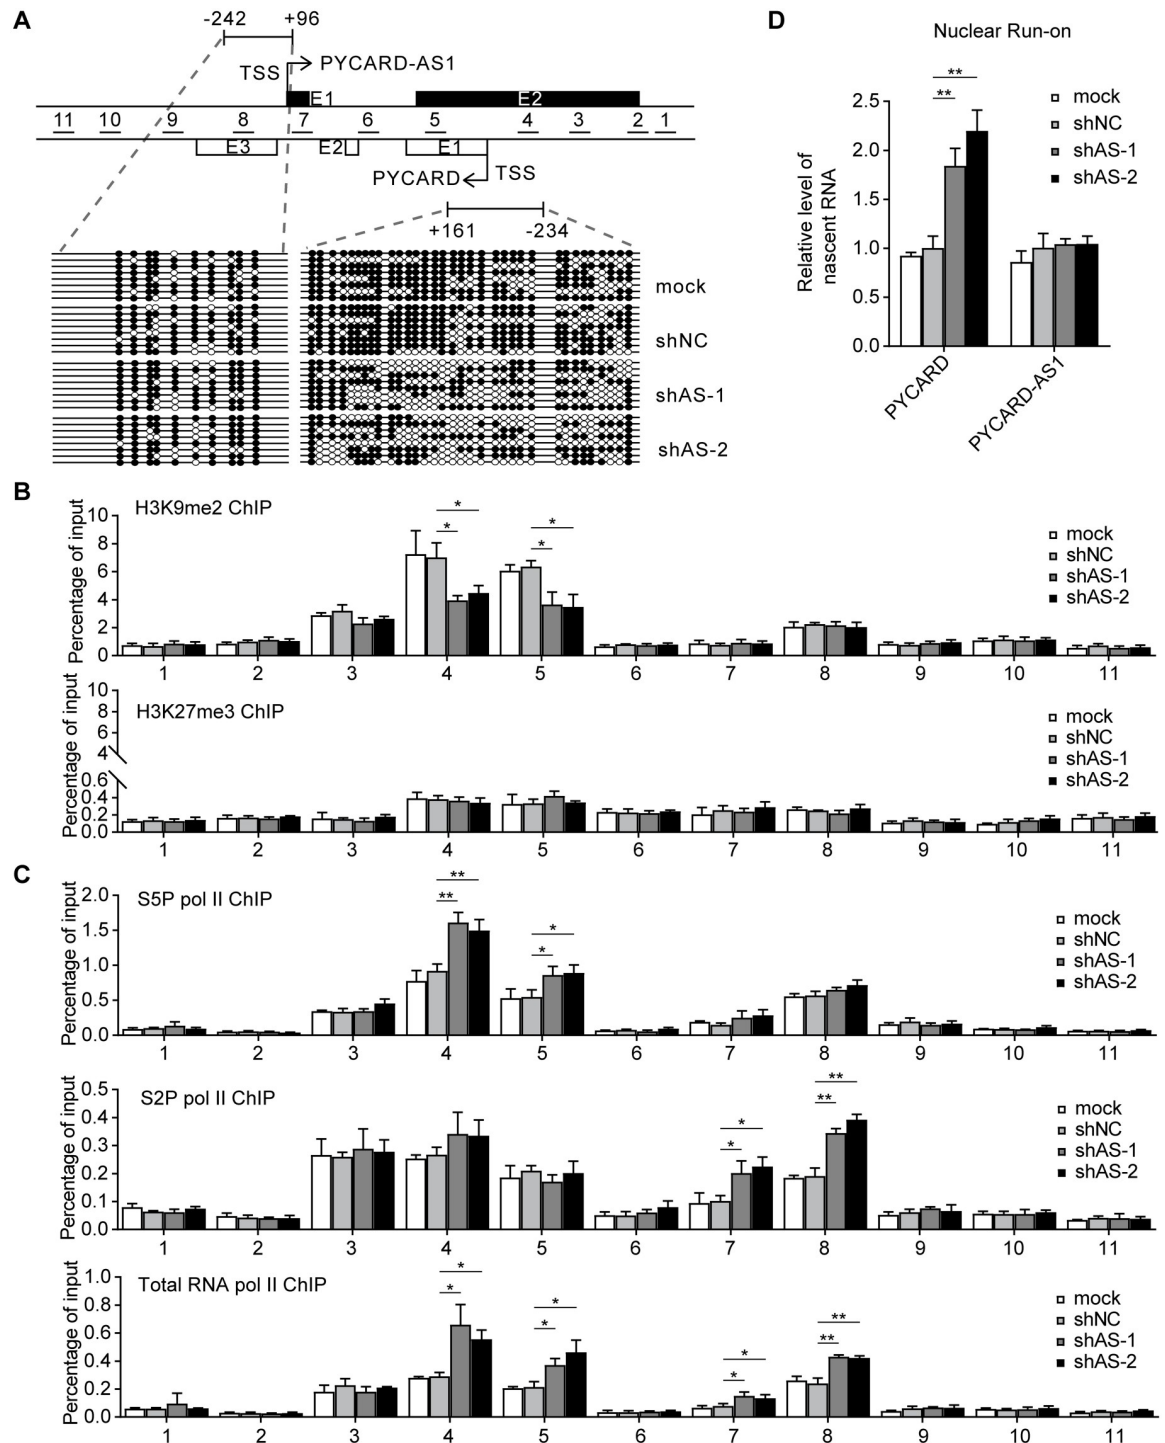 A
-242 +96
TSS PYCARD-AS1
E1 E2
11 10 9 8 7 6 5 4 3 2 1
E3 E2 E1
PYCARD TSS
+161 -234
mock
shNC
shAS-1
shAS-2
D
Nuclear Run-on
** 
**
mock
shNC
shAS-1
shAS-2
Relative level of
nascent RNA
2.5
2.0
1.5
1.0
0.5
0.0
PYCARD PYCARD-AS1
B
H3K9me2 ChIP
Percentage of input
10
8
6
4
2
0
* * * *
mock
shNC
shAS-1
shAS-2
1 2 3 4 5 6 7 8 9 10 11
H3K27me3 ChIP
Percentage of input
10
8
6
4
0.6
0.4
0.2
0.0
mock
shNC
shAS-1
shAS-2
1 2 3 4 5 6 7 8 9 10 11
C
S5P pol II ChIP
Percentage of input
2.0
1.5
1.0
0.5
0.0
** ** * *
mock
shNC
shAS-1
shAS-2
1 2 3 4 5 6 7 8 9 10 11
S2P pol II ChIP
Percentage of input
0.5
0.4
0.3
0.2
0.1
0.0
* * ** **
mock
shNC
shAS-1
shAS-2
1 2 3 4 5 6 7 8 9 10 11
Total RNA pol II ChIP
Percentage of input
1.0
0.8
0.6
0.4
0.2
0.0
* * * * * * ** **
mock
shNC
shAS-1
shAS-2
1 2 3 4 5 6 7 8 9 10 11